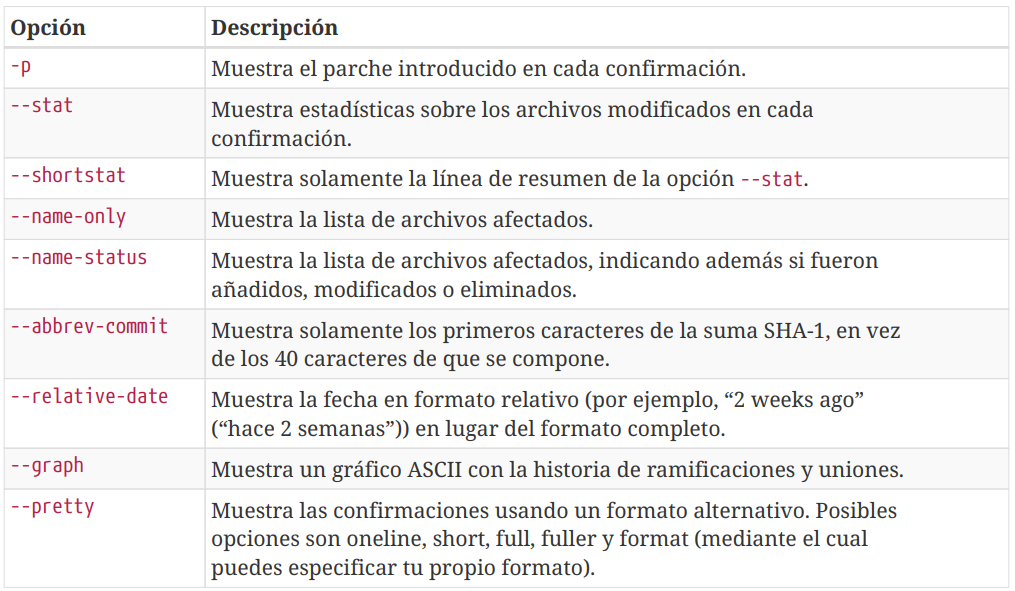 Opción Descripción
-p Muestra el parche introducido en cada confirmación.
--stat Muestra estadísticas sobre los archivos modificados en cada
confirmación.
--shortstat Muestra solamente la línea de resumen de la opción --stat.
--name-only Muestra la lista de archivos afectados.
--name-status Muestra la lista de archivos afectados, indicando además si fueron
añadidos, modificados o eliminados.
--abbrev-commit Muestra solamente los primeros caracteres de la suma SHA-1, en vez
de los 40 caracteres de que se compone.
--relative-date Muestra la fecha en formato relativo (por ejemplo, “2 weeks ago”
(“hace 2 semanas”)) en lugar del formato completo.
--graph Muestra un gráfico ASCII con la historia de ramificaciones y uniones.
--pretty Muestra las confirmaciones usando un formato alternativo. Posibles
opciones son oneline, short, full, fuller y format (mediante el cual
puedes especificar tu propio formato).